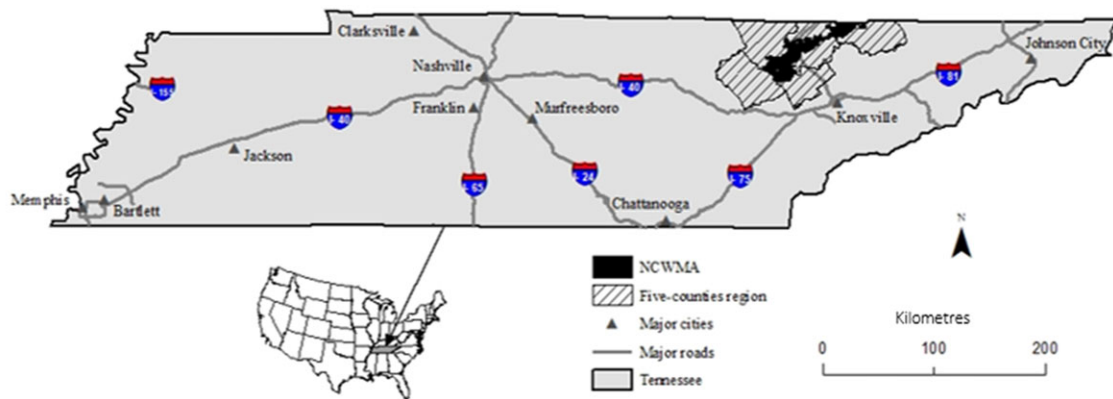 Clarksville
Johnson City
Nashville
I- 155
I- 40
I- 81
Franklin
Murfreesboro
Knoxville
I- 40
Jackson
I- 65
I- 24
I- 75
Memphis
Bartlett
Chattanooga
N
NCWMA
Five-counties region
Major cities
Major roads
Tennessee
Kilometres
0 100 200